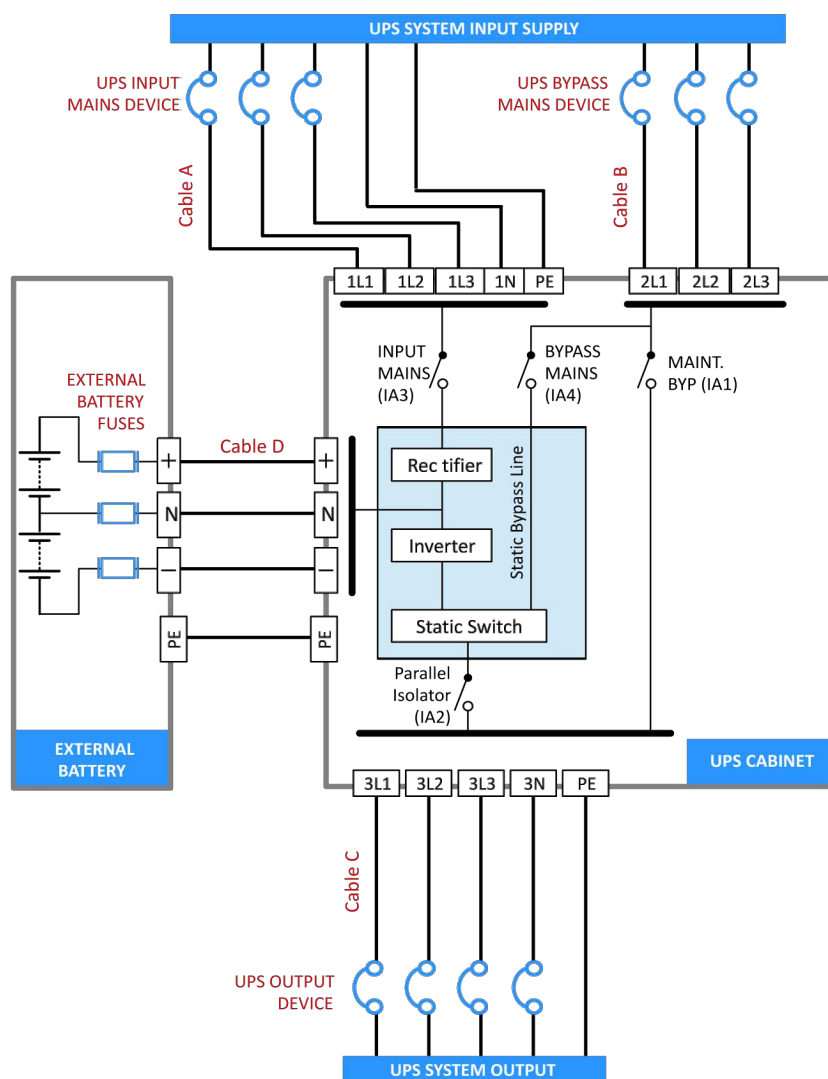 UPS SYSTEM INPUT SUPPLY
UPS INPUT
MAINS DEVICE
UPS BYPASS
MAINS DEVICE
Cable A
Cable B
1L1
1L2
1L3
1N
PE
2L1
2L2
2L3
INPUT
MAINS
(IA3)
BYPASS
MAINS
(IA4)
MAINT.
BYP (IA1)
EXTERNAL
BATTERY
FUSES
Cable D
+
+
N
N
–
–
PE
PE
Rec tifier
Inverter
Static Bypass Line
Static Switch
Parallel
Isolator
(IA2)
EXTERNAL
BATTERY
UPS CABINET
3L1
3L2
3L3
3N
PE
Cable C
UPS OUTPUT
DEVICE
UPS SYSTEM OUTPUT